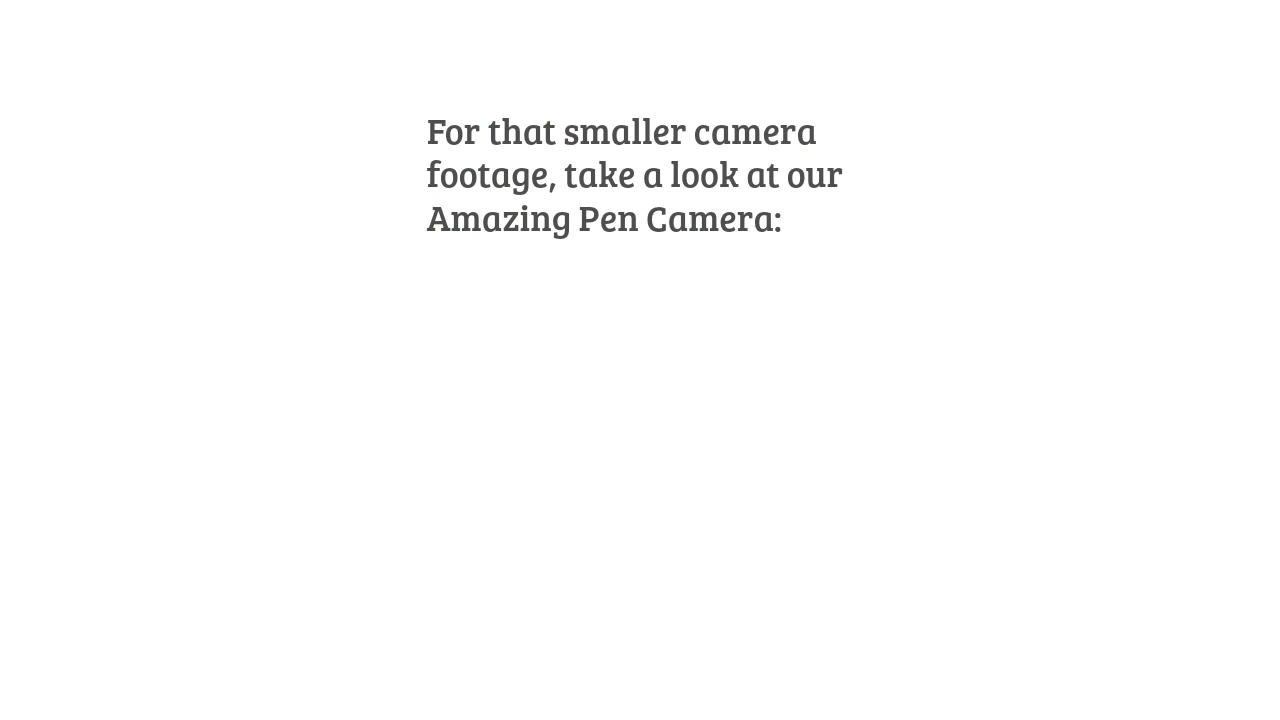 For that smaller camera
footage, take a look at our
Amazing Pen Camera: